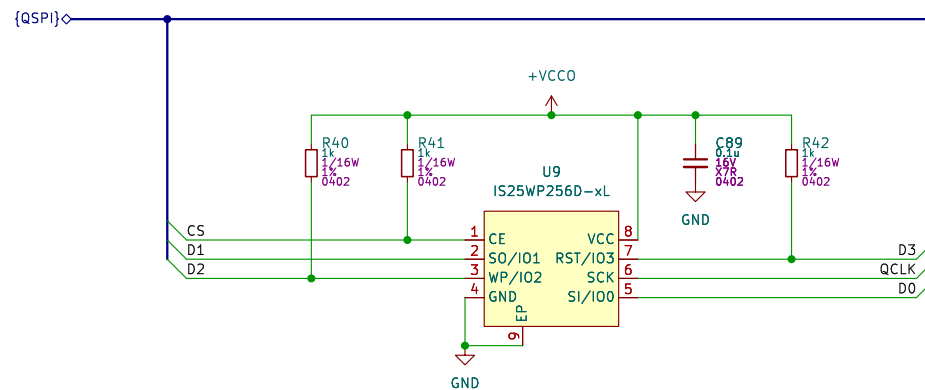 {QSPI}
+VCCO
R40
1k
1/16W
1%
0402
R41
1k
1/16W
1%
0402
C89
0.1u
16V
X7R
0402
R42
1k
1/16W
1%
0402
U9
IS25WP256D-xL
GND
CS
1
CE
VCC
8
D1
2
SO/IO1
RST/IO3
7
D3
D2
3
WP/IO2
SCK
6
QCLK
4
GND
SI/IO0
5
D0
EP
9
GND